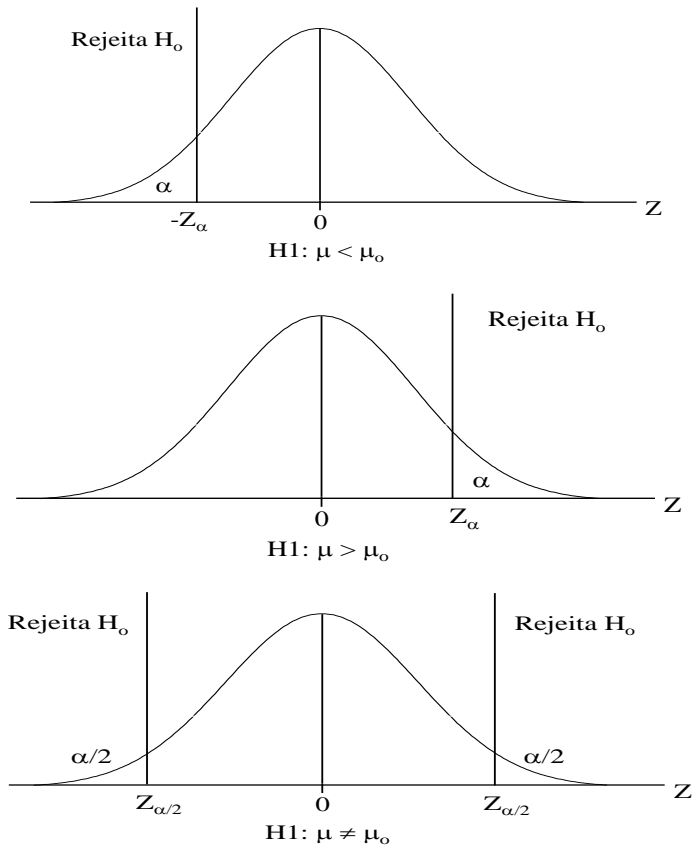 Rejeita Hₒ
α
-Zα 0 Z
H1: μ < μₒ
Rejeita Hₒ
α
0 Zα Z
H1: μ > μₒ
Rejeita Hₒ Rejeita Hₒ
α/2 α/2
Zα/2 0 Zα/2 Z
H1: μ ≠ μₒ